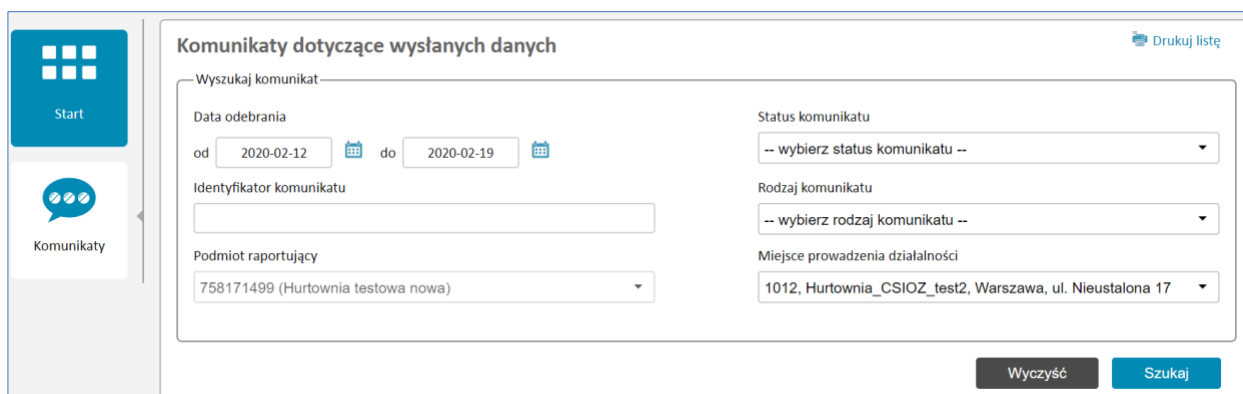 Start
Komunikaty
Komunikaty dotyczące wysłanych danych
Drukuj listę
Wyszukaj komunikat
Data odebrania
od 2020-02-12 do 2020-02-19
Status komunikatu
-- wybierz status komunikatu --
Identyfikator komunikatu
Rodzaj komunikatu
-- wybierz rodzaj komunikatu --
Podmiot raportujący
758171499 (Hurtownia testowa nowa)
Miejsce prowadzenia działalności
1012, Hurtownia_CSIOZ_test2, Warszawa, ul. Nieustalona 17
Wyczyść
Szukaj